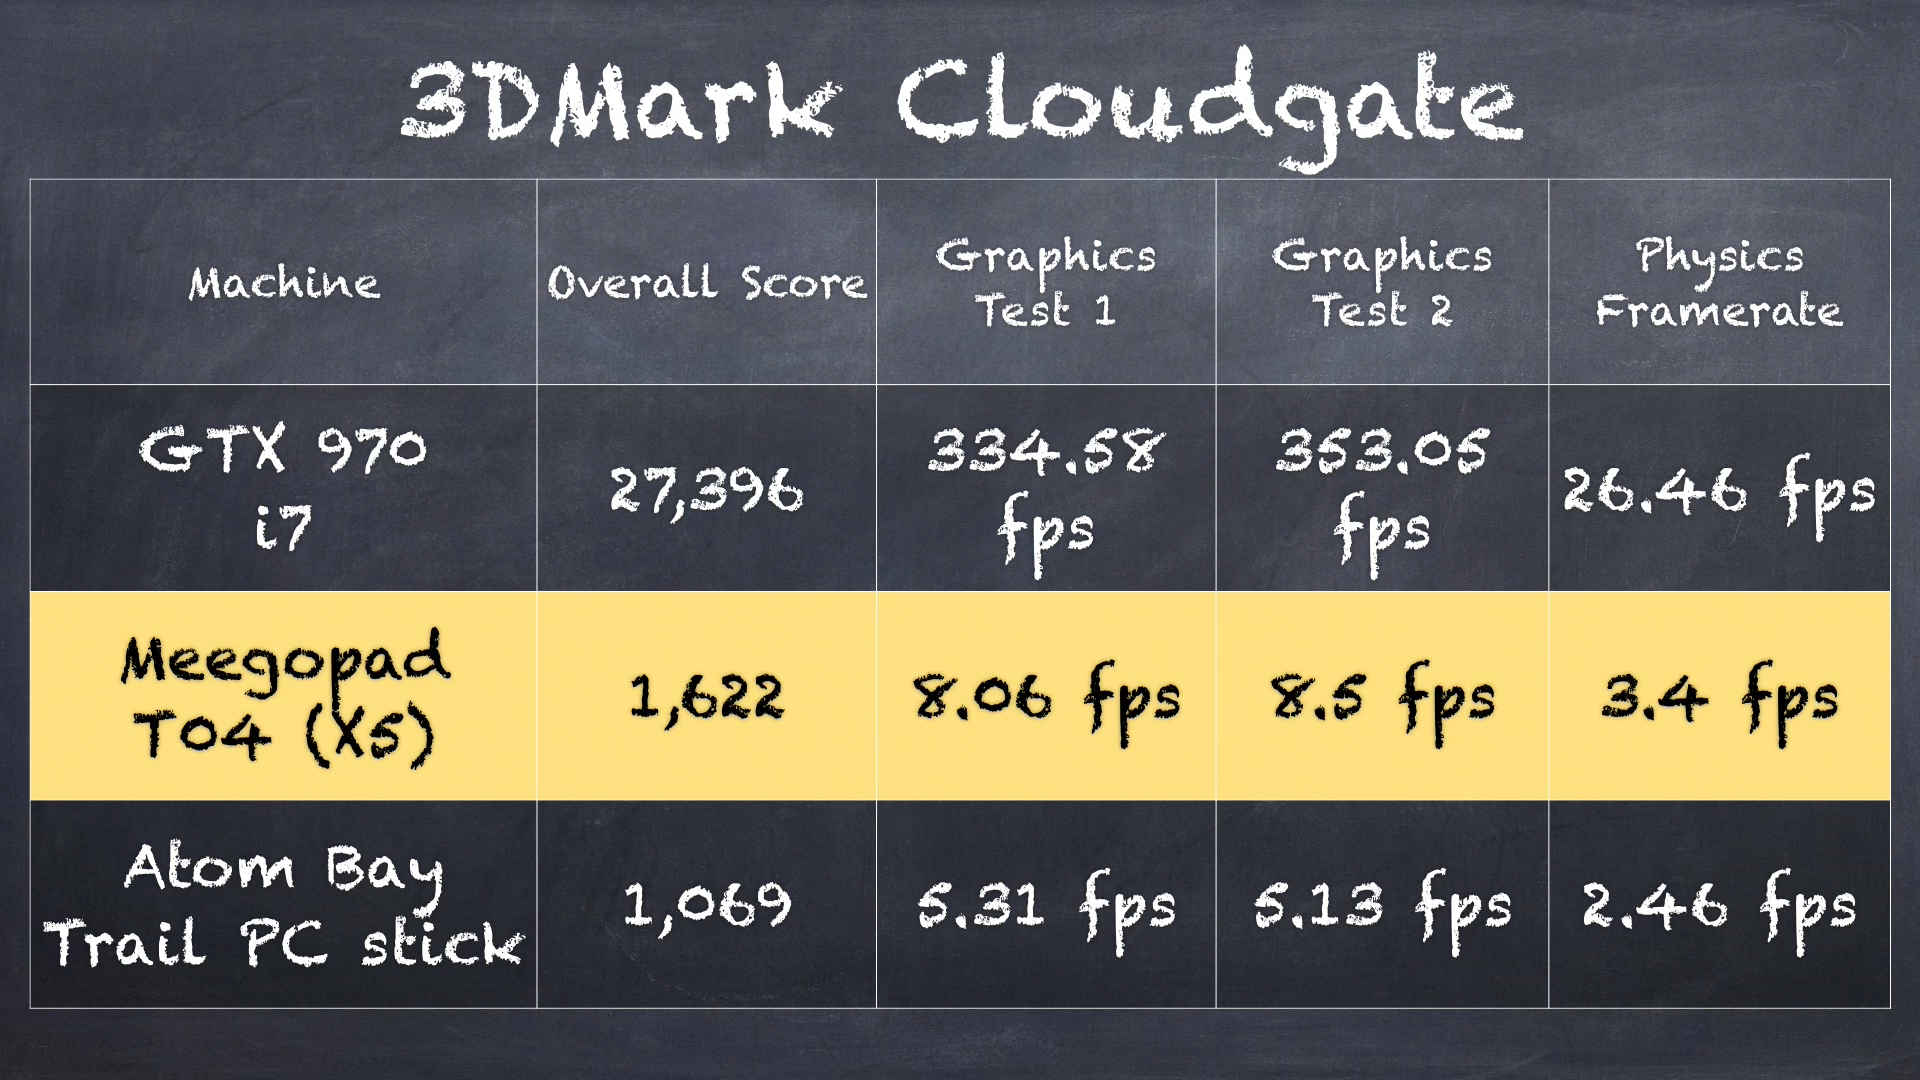 3DMark Cloudgate
Machine
Overall Score
Graphics
Test 1
Graphics
Test 2
Physics
Framerate
GTX 970
i7
27,396
334.58
fps
353.05
fps
26.46 fps
Meegopad
T04 (X5)
1,622
8.06 fps
8.5 fps
3.4 fps
Atom Bay
Trail PC stick
1,069
5.31 fps
5.13 fps
2.46 fps